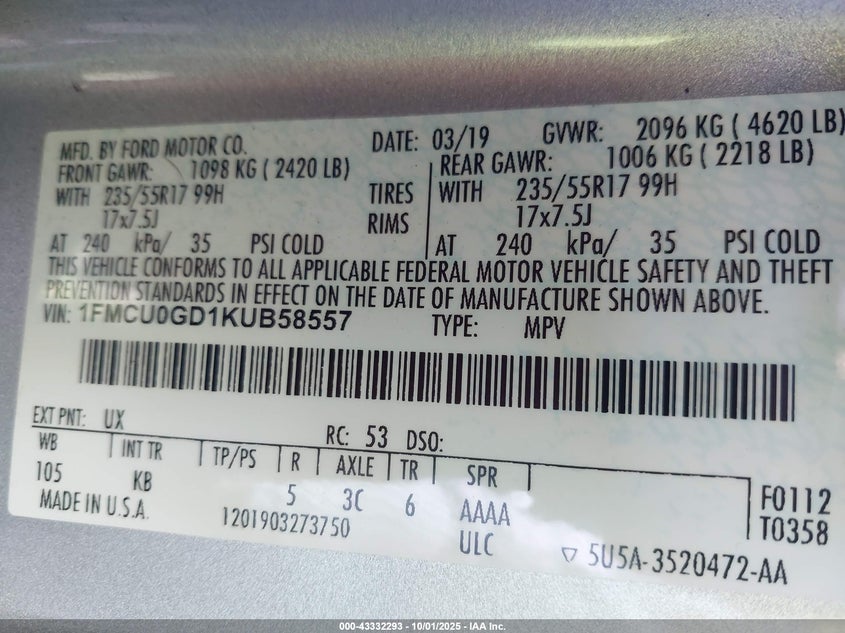 MFD. BY FORD MOTOR CO. DATE: 03/19 GVWR: 2096 KG ( 4620 LB)
FRONT GAWR: 1098 KG ( 2420 LB) REAR GAWR: 1006 KG ( 2218 LB)
WITH 235/55R17 99H TIRES WITH 235/55R17 99H
17x7.5J RIMS 17x7.5J
AT 240 kPa/ 35 PSI COLD AT 240 kPa/ 35 PSI COLD
THIS VEHICLE CONFORMS TO ALL APPLICABLE FEDERAL MOTOR VEHICLE SAFETY AND THEFT
PREVENTION STANDARDS IN EFFECT ON THE DATE OF MANUFACTURE SHOWN ABOVE.
VIN: 1FMCU0GD1KUB58557 TYPE: MPV
EXT PNT: UX RC: 53 DSO:
WB INT TR TP/PS R AXLE TR SPR
105 KB 5 3C 6 AAAA F0112
MADE IN U.S.A. 1201903273750 ULC T0358
5U5A-3520472-AA
000-43332293 - 10/01/2025 - IAA Inc.